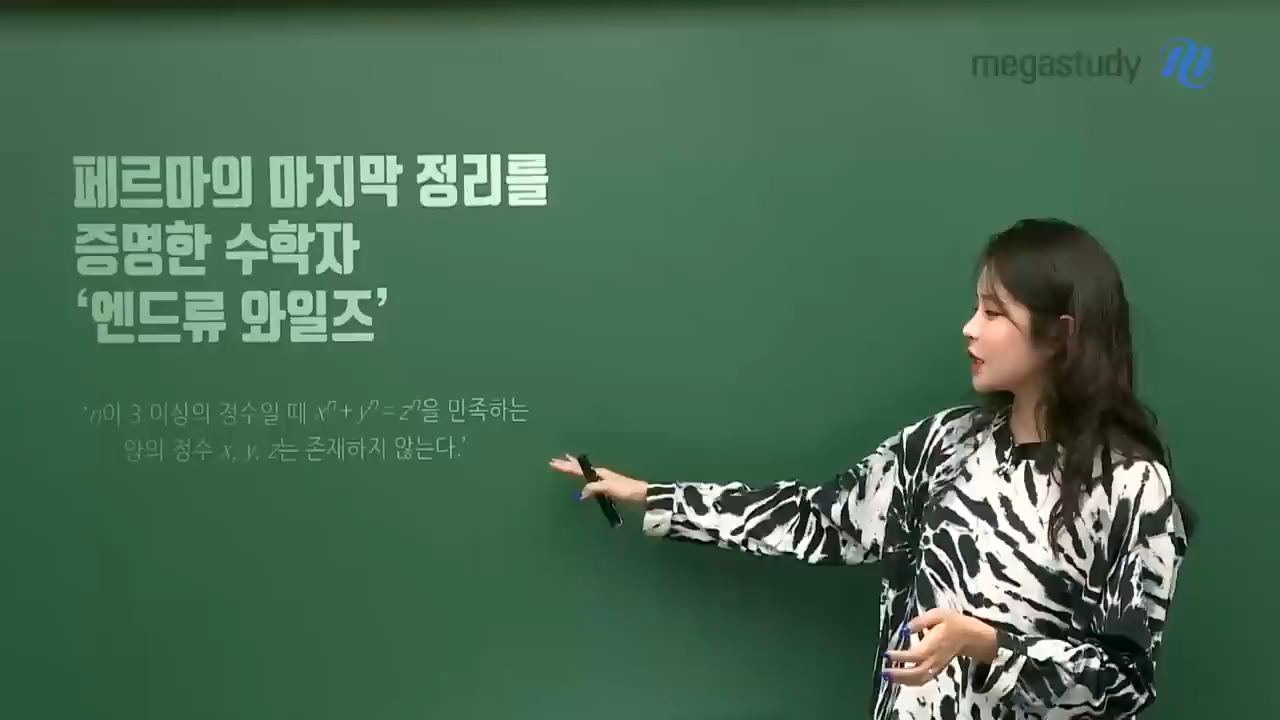 megastudy
페르마의 마지막 정리를
증명한 수학자
‘엔드류 와일즈’
‘n이 3 이상의 정수일 때 xⁿ + yⁿ = zⁿ을 만족하는
양의 정수 x, y, z는 존재하지 않는다.’